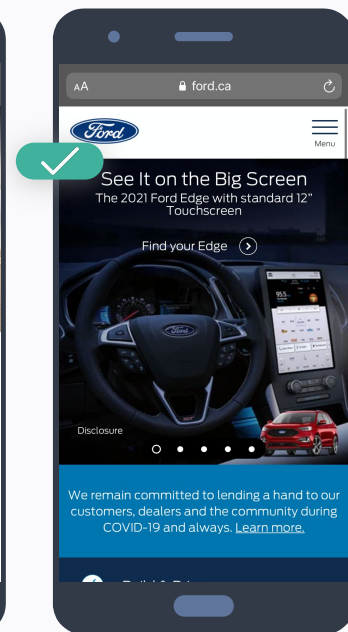 AA ford.ca
Ford
Menu
See It on the Big Screen
The 2021 Ford Edge with standard 12”
Touchscreen
Find your Edge
Ford
Disclosure
We remain committed to lending a hand to our
customers, dealers and the community during
COVID-19 and always. Learn more.